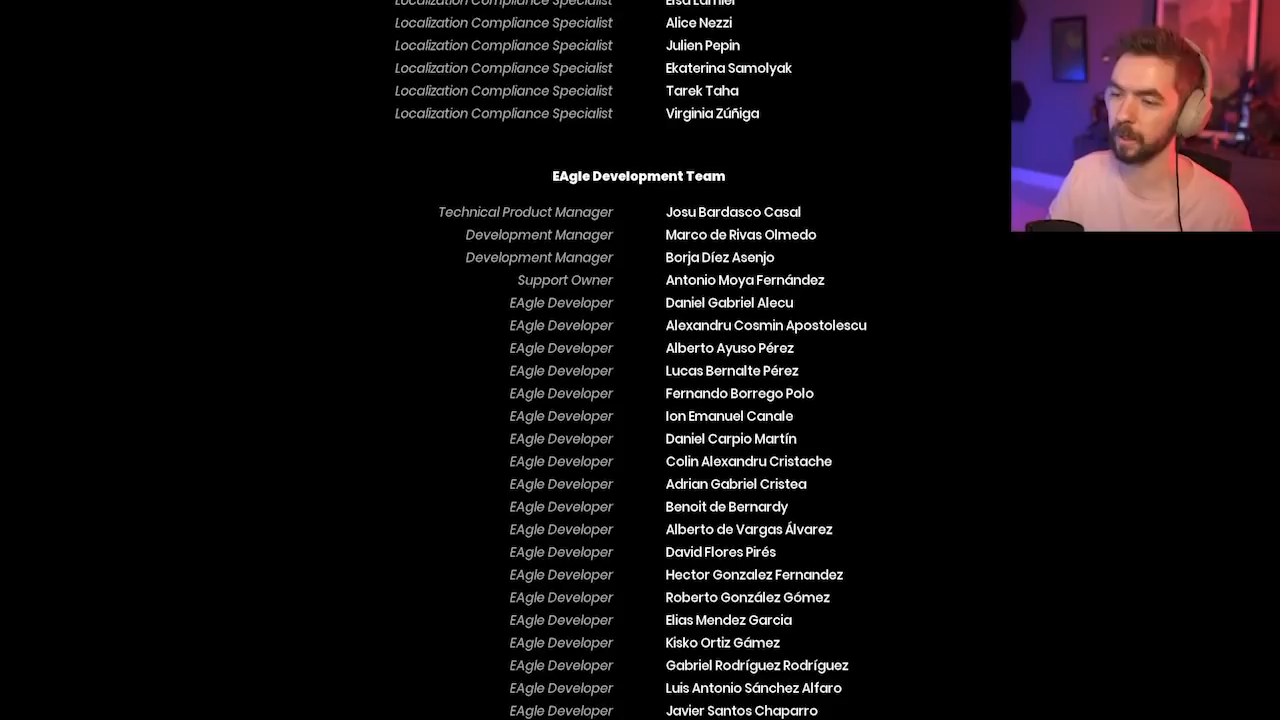 Localization Compliance Specialist Elsa Lamier
Localization Compliance Specialist Alice Nezzi
Localization Compliance Specialist Julien Pepin
Localization Compliance Specialist Ekaterina Samolyak
Localization Compliance Specialist Tarek Taha
Localization Compliance Specialist Virginia Zúñiga
EAgle Development Team
Technical Product Manager Josu Bardasco Casal
Development Manager Marco de Rivas Olmedo
Development Manager Borja Díez Asenjo
Support Owner Antonio Moya Fernández
EAgle Developer Daniel Gabriel Alecu
EAgle Developer Alexandru Cosmin Apostolescu
EAgle Developer Alberto Ayuso Pérez
EAgle Developer Lucas Bernalte Pérez
EAgle Developer Fernando Borrego Polo
EAgle Developer Ion Emanuel Canale
EAgle Developer Daniel Carpio Martín
EAgle Developer Colin Alexandru Cristache
EAgle Developer Adrian Gabriel Cristea
EAgle Developer Benoit de Bernardy
EAgle Developer Alberto de Vargas Álvarez
EAgle Developer David Flores Pirés
EAgle Developer Hector Gonzalez Fernandez
EAgle Developer Roberto González Gómez
EAgle Developer Elias Mendez Garcia
EAgle Developer Kisko Ortiz Gámez
EAgle Developer Gabriel Rodríguez Rodríguez
EAgle Developer Luis Antonio Sánchez Alfaro
EAgle Developer Javier Santos Chaparro